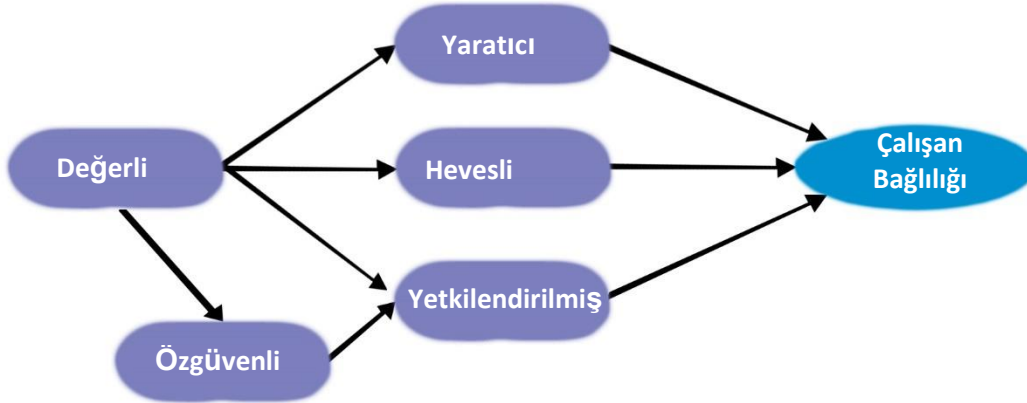 Yaratıcı
Değerli
Hevesli
Çalışan
Bağlılığı
Yetkilendirilmiş
Özgüvenli